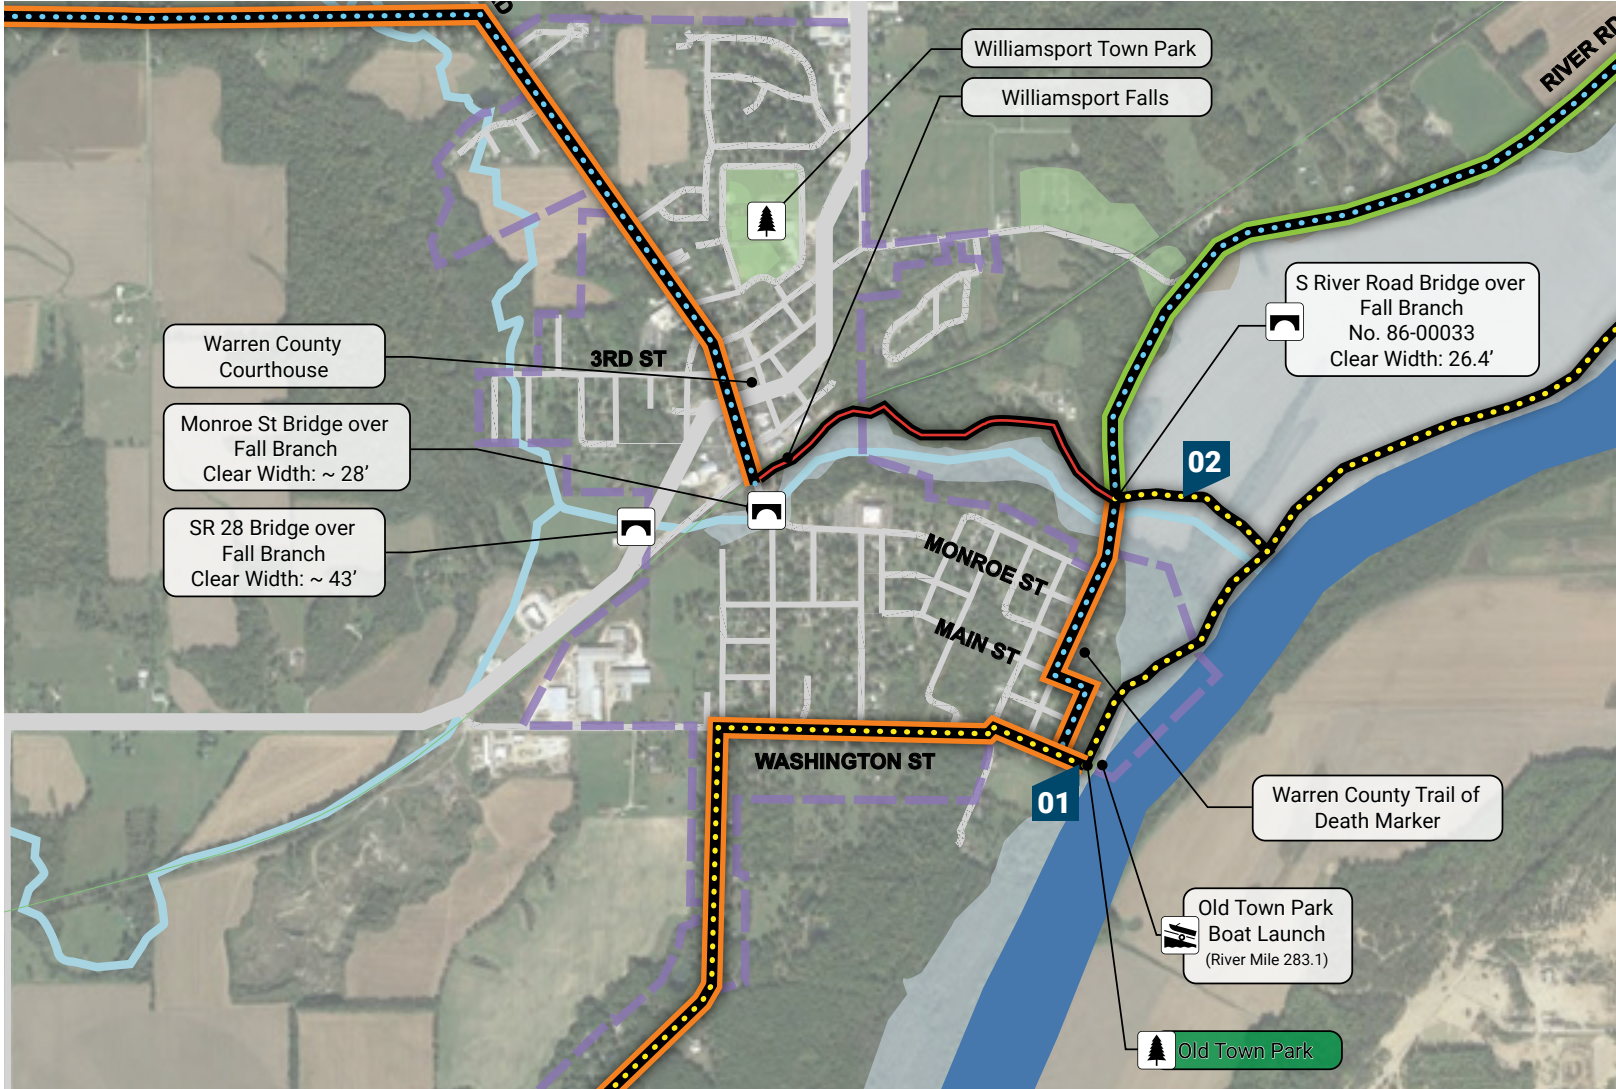 D
Williamsport Town Park
Williamsport Falls
RIVER RD
S River Road Bridge over
Fall Branch
No. 86-00033
Clear Width: 26.4’
Warren County
Courthouse
3RD ST
Monroe St Bridge over
Fall Branch
Clear Width: ~ 28’
02
SR 28 Bridge over
Fall Branch
Clear Width: ~ 43’
MONROE ST
MAIN ST
WASHINGTON ST
01
Warren County Trail of
Death Marker
Old Town Park
Boat Launch
(River Mile 283.1)
Old Town Park